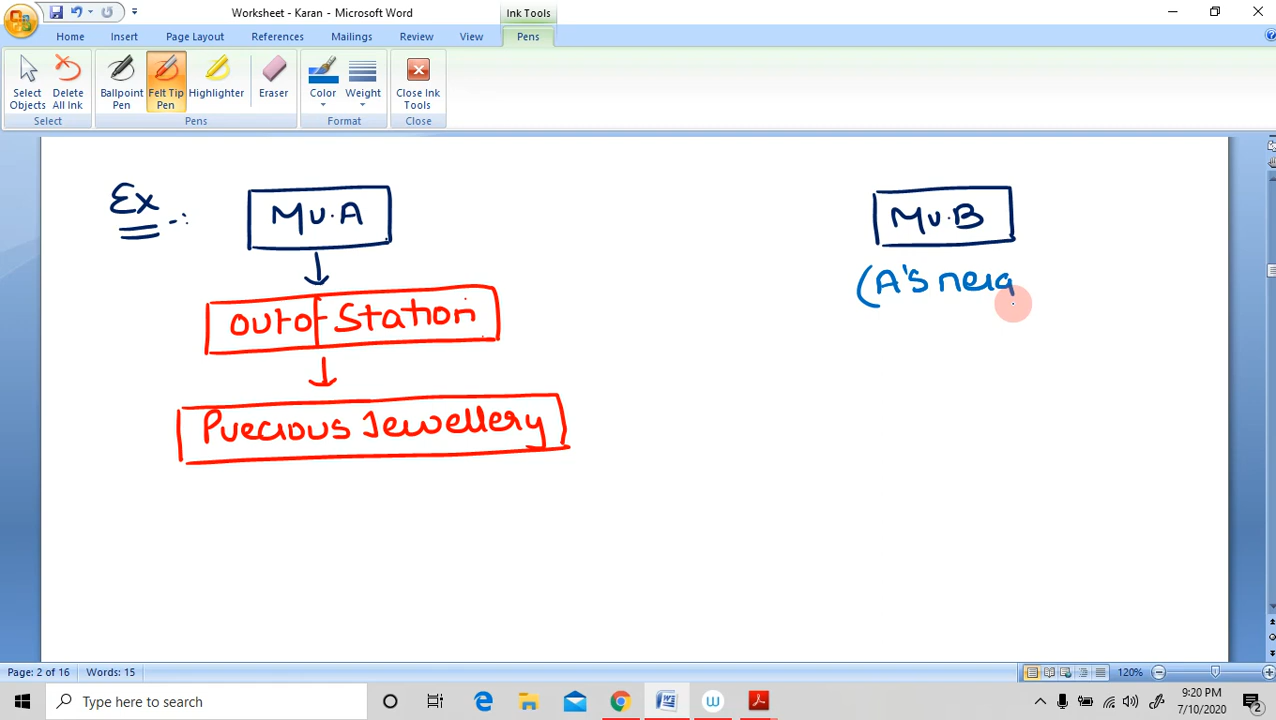 Worksheet - Karan - Microsoft Word
Ink Tools
Home Insert Page Layout References Mailings Review View Pens
Select Objects
Delete All Ink
Ballpoint Pen
Felt Tip Pen
Highlighter
Eraser
Color
Weight
Close Ink Tools
Select Pens Format Close
Ex -:
Mr. A
Mr. B
(A's neig
out of Station
Precious Jewellery
Page: 2 of 16 Words: 15
120%
Type here to search
9:20 PM
7/10/2020
2